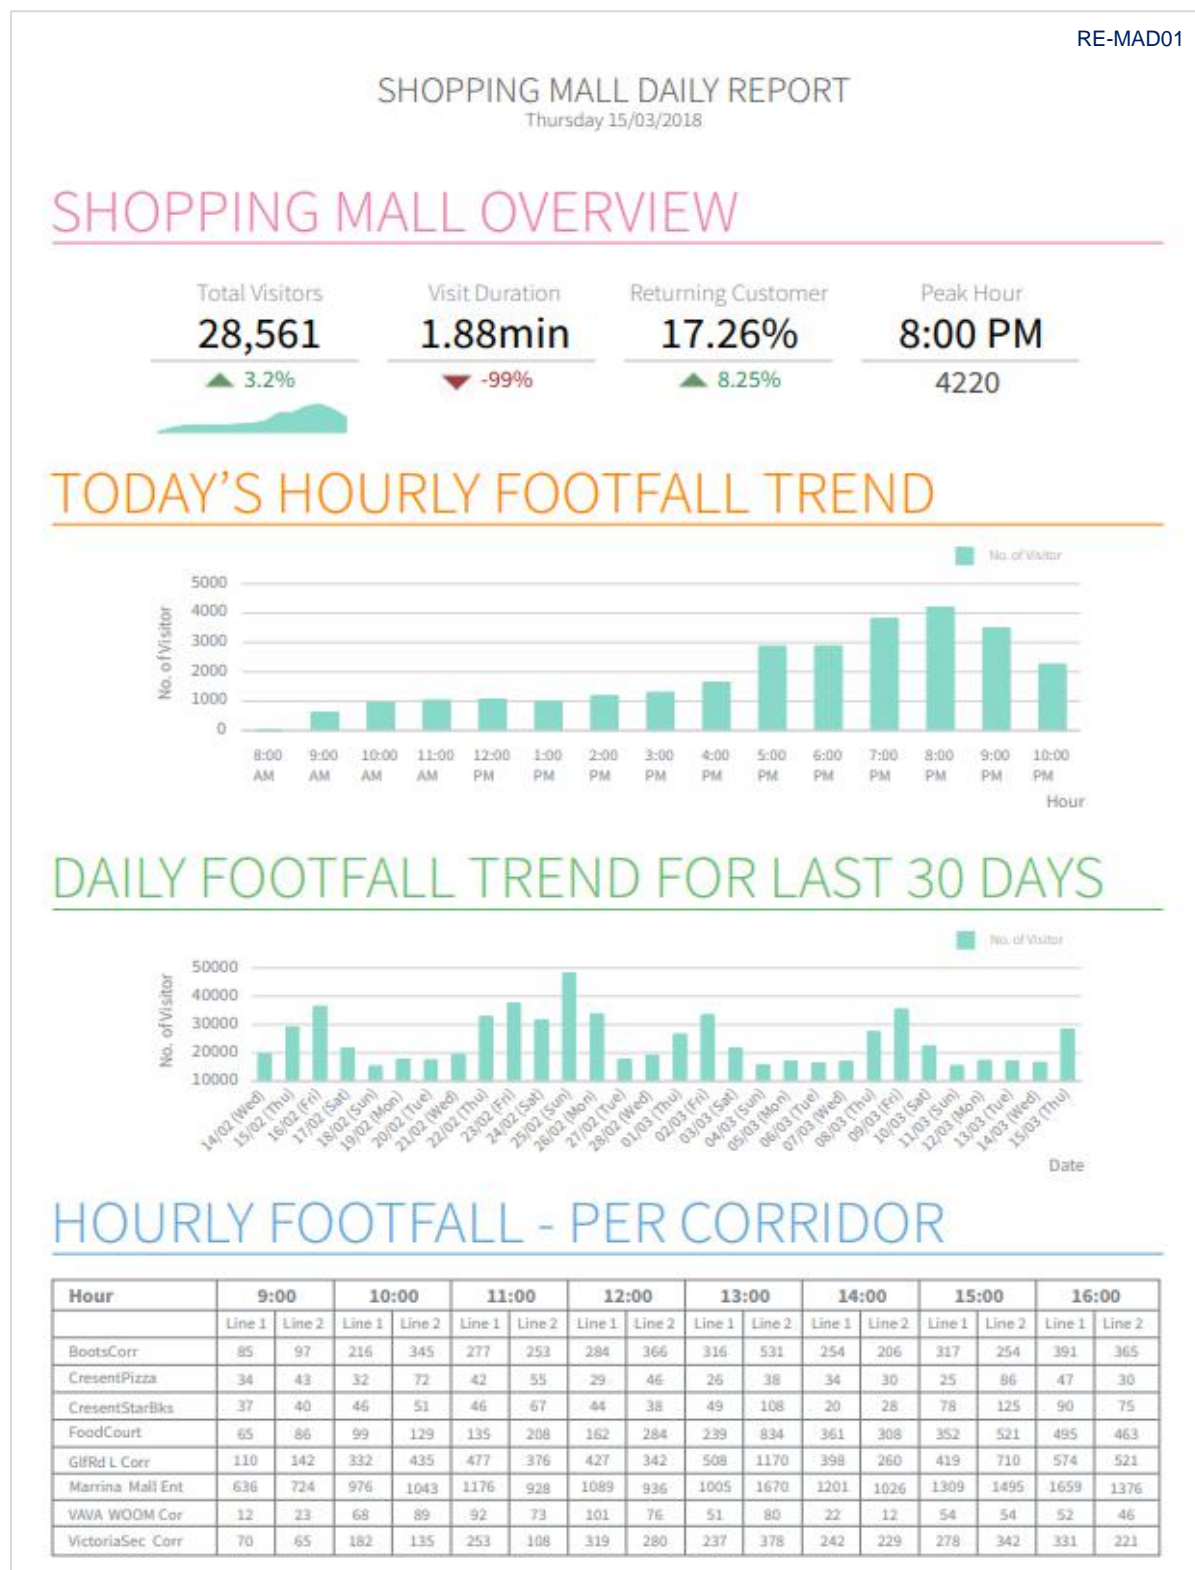 RE-MAD01
SHOPPING MALL DAILY REPORT
Thursday 15/03/2018
SHOPPING MALL OVERVIEW
Total Visitors Visit Duration Returning Customer Peak Hour
28,561 1.88min 17.26% 8:00 PM
3.2% -99% 8.25% 4220
TODAY'S HOURLY FOOTFALL TREND
No. of Visitor
No. of Visitor
5000
4000
3000
2000
1000
0
8:00 AM 9:00 AM 10:00 AM 11:00 AM 12:00 PM 1:00 PM 2:00 PM 3:00 PM 4:00 PM 5:00 PM 6:00 PM 7:00 PM 8:00 PM 9:00 PM 10:00 PM
Hour
DAILY FOOTFALL TREND FOR LAST 30 DAYS
No. of Visitor
No. of Visitor
50000
40000
30000
20000
10000
14/02 (Wed) 15/02 (Thu) 16/02 (Fri) 17/02 (Sat) 18/02 (Sun) 19/02 (Mon) 20/02 (Tue) 21/02 (Wed) 22/02 (Thu) 23/02 (Fri) 24/02 (Sat) 25/02 (Sun) 26/02 (Mon) 27/02 (Tue) 28/02 (Wed) 01/03 (Thu) 02/03 (Fri) 03/03 (Sat) 04/03 (Sun) 05/03 (Mon) 06/03 (Tue) 07/03 (Wed) 08/03 (Thu) 09/03 (Fri) 10/03 (Sat) 11/03 (Sun) 12/03 (Mon) 13/03 (Tue) 14/03 (Wed) 15/03 (Thu)
Date
HOURLY FOOTFALL - PER CORRIDOR
Hour 9:00 10:00 11:00 12:00 13:00 14:00 15:00 16:00
Line 1 Line 2 Line 1 Line 2 Line 1 Line 2 Line 1 Line 2 Line 1 Line 2 Line 1 Line 2 Line 1 Line 2 Line 1 Line 2
BootsCorr 85 97 216 345 277 253 284 366 316 531 254 206 317 254 391 365
CresentPizza 34 43 32 72 42 55 29 46 26 38 34 30 25 86 47 30
CresentStarBks 37 40 46 51 46 67 44 38 49 108 20 28 78 125 90 75
FoodCourt 65 86 99 129 135 208 162 284 239 834 361 308 352 521 495 463
GlfRd L Corr 110 142 332 435 477 376 427 342 508 1170 398 260 419 710 574 521
Marrina Mall Ent 636 724 976 1043 1176 928 1089 936 1005 1670 1201 1026 1309 1495 1659 1376
VAVA WOOM Cor 12 23 68 89 92 73 101 76 51 80 22 12 54 54 52 46
VictoriaSec Corr 70 65 182 135 253 108 319 280 237 378 242 229 278 342 331 221